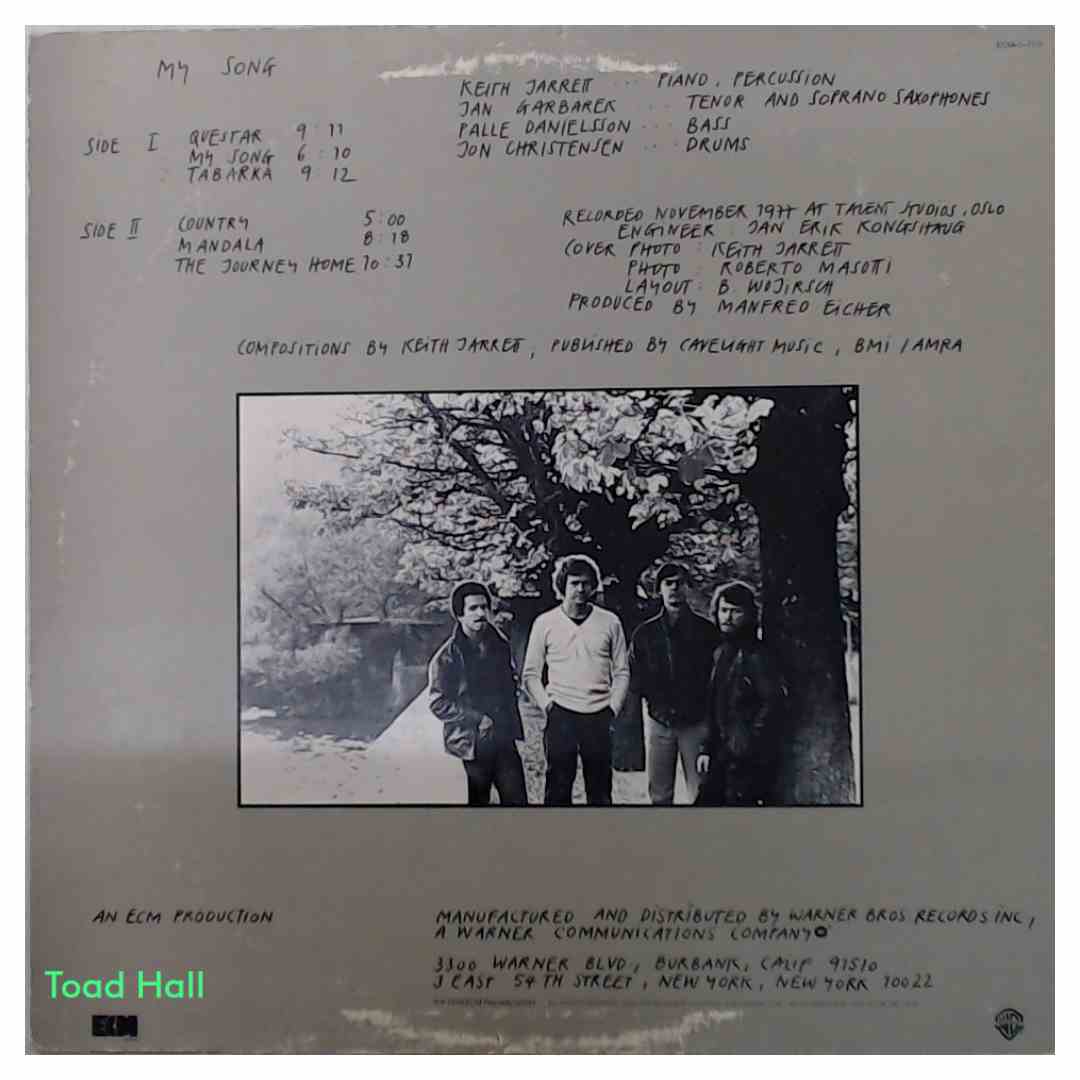 MY SONG
KEITH JARRETT ... PIANO, PERCUSSION
JAN GARBAREK ... TENOR AND SOPRANO SAXOPHONES
PALLE DANIELSSON ... BASS
JON CHRISTENSEN ... DRUMS
SIDE I QUESTAR 9:11
MY SONG 6:10
TABARKA 9:12
SIDE II COUNTRY 5:00
MANDALA 8:18
THE JOURNEY HOME 10:37
RECORDED NOVEMBER 1977 AT TALENT STUDIOS, OSLO
ENGINEER: JAN ERIK KONGSHAUG
COVER PHOTO: KEITH JARRETT
PHOTO: ROBERTO MASOTTI
LAYOUT: B. WOJIRSCH
PRODUCED BY MANFRED EICHER
COMPOSITIONS BY KEITH JARRETT, PUBLISHED BY CAVELIGHT MUSIC, BMI / AMRA
AN ECM PRODUCTION
MANUFACTURED AND DISTRIBUTED BY WARNER BROS RECORDS INC,
A WARNER COMMUNICATIONS COMPANY
3300 WARNER BLVD., BURBANK, CALIF 91510
3 EAST 54TH STREET, NEW YORK, NEW YORK 10022
Toad Hall
ECM